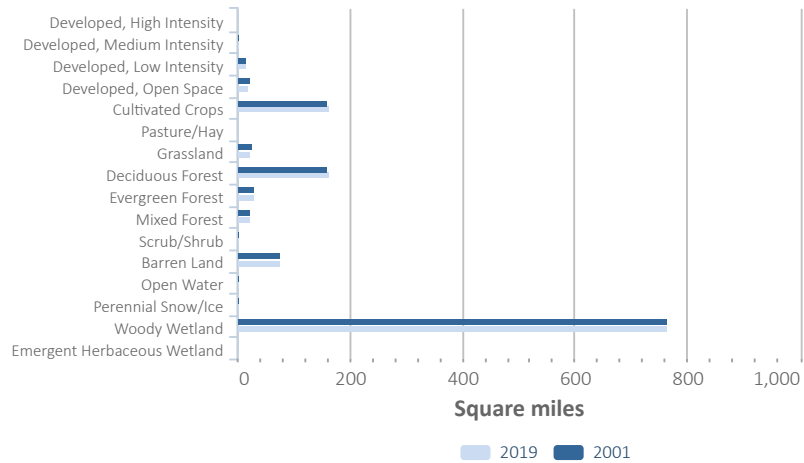 Developed, High Intensity
Developed, Medium Intensity
Developed, Low Intensity
Developed, Open Space
Cultivated Crops
Pasture/Hay
Grassland
Deciduous Forest
Evergreen Forest
Mixed Forest
Scrub/Shrub
Barren Land
Open Water
Perennial Snow/Ice
Woody Wetland
Emergent Herbaceous Wetland
0 200 400 600 800 1,000
Square miles
2019 2001